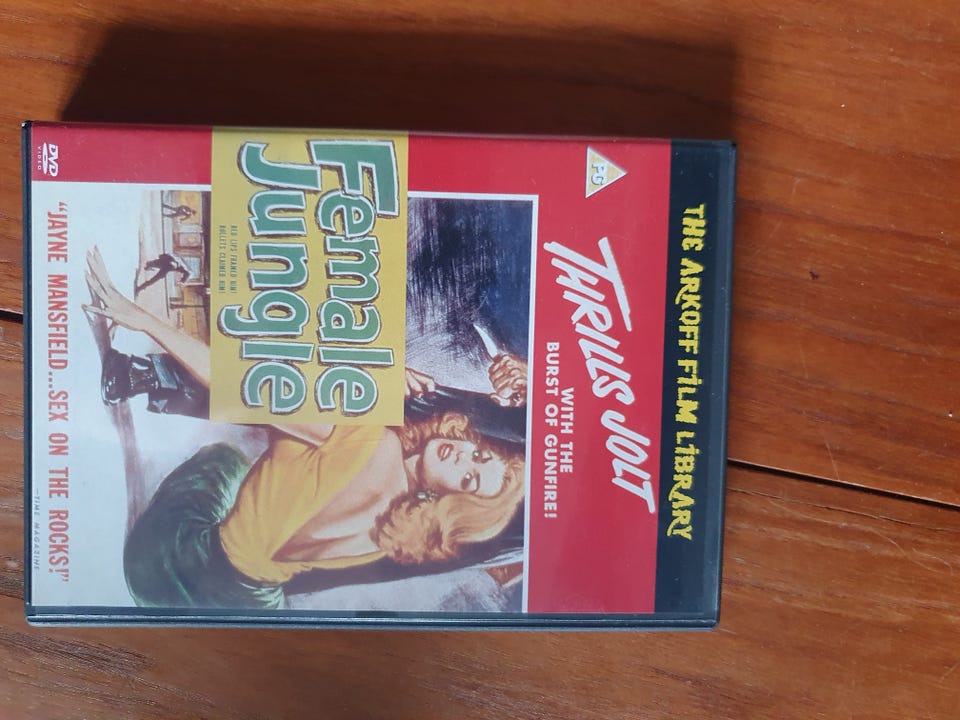 THE ARKOFF FILM LIBRARY
PG
THRILLS JOLT
WITH THE
BURST OF GUNFIRE!
Female
Jungle
RED LIPS FRAMED HIM!
BULLETS CLAIMED HIM!
"JAYNE MANSFIELD...SEX ON THE ROCKS!"
—TIME MAGAZINE
DVD
VIDEO